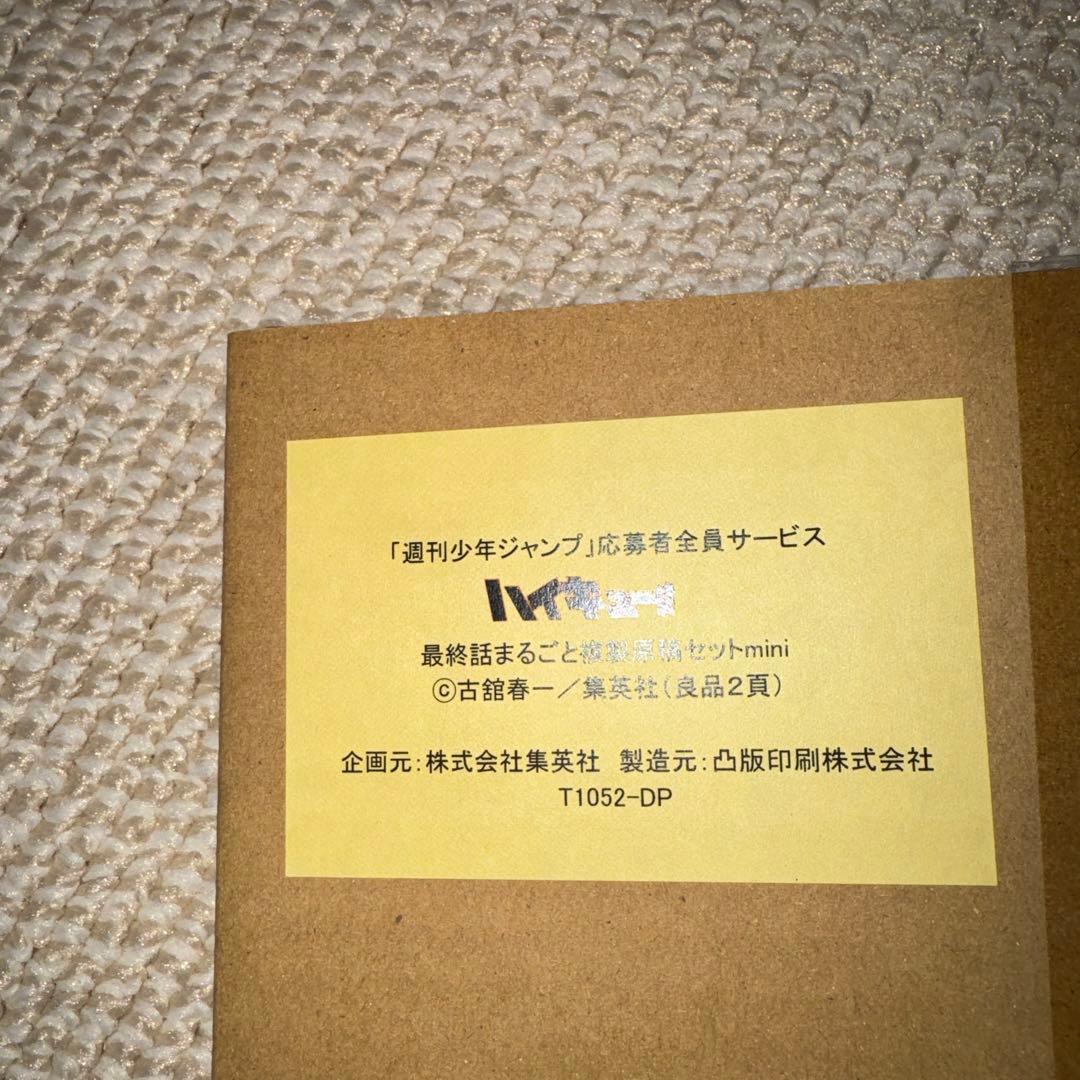 「週刊少年ジャンプ」応募者全員サービス
ハイキュー
最終話まるごと複製原稿セットmini
©古舘春一／集英社(良品2頁)
企画元:株式会社集英社 製造元:凸版印刷株式会社
T1052-DP